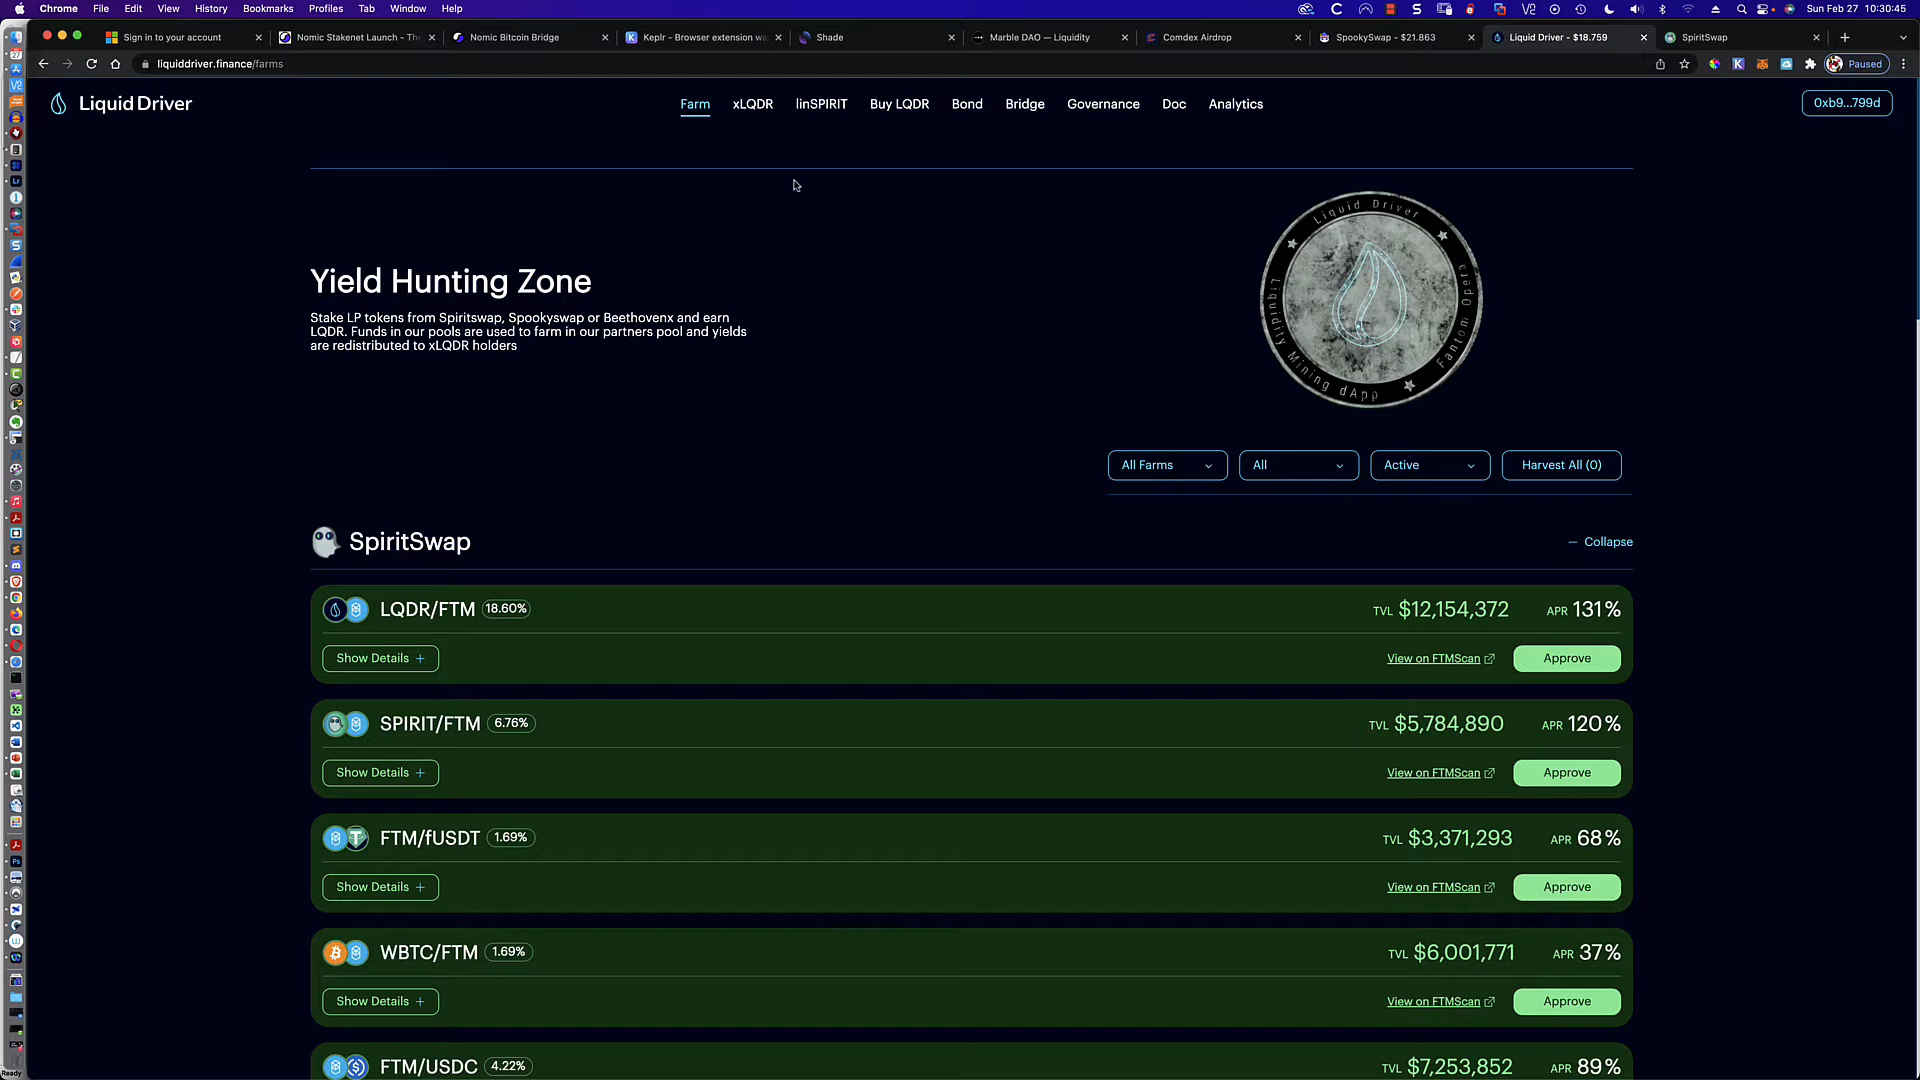 Chrome File Edit View History Bookmarks Profiles Tab Window Help Sun Feb 27 10:30:45
Sign in to your account Nomic Stakenet Launch - The Nomic Bitcoin Bridge Keplr - Browser extension wa Shade Marble DAO — Liquidity Comdex Airdrop SpookySwap - $21.863 Liquid Driver - $18.759 SpiritSwap
liquiddriver.finance/farms Paused
Liquid Driver Farm xLQDR linSPIRIT Buy LQDR Bond Bridge Governance Doc Analytics 0xb9...799d
Liquid Driver
Liquidity Mining dApp
Fantom Opera
Yield Hunting Zone
Stake LP tokens from Spiritswap, Spookyswap or Beethovenx and earn
LQDR. Funds in our pools are used to farm in our partners pool and yields
are redistributed to xLQDR holders
All Farms All Active Harvest All (0)
SpiritSwap Collapse
LQDR/FTM 18.60% TVL $12,154,372 APR 131%
Show Details + View on FTMScan Approve
SPIRIT/FTM 6.76% TVL $5,784,890 APR 120%
Show Details + View on FTMScan Approve
FTM/fUSDT 1.69% TVL $3,371,293 APR 68%
Show Details + View on FTMScan Approve
WBTC/FTM 1.69% TVL $6,001,771 APR 37%
Show Details + View on FTMScan Approve
FTM/USDC 4.22% TVL $7,253,852 APR 89%
Ready